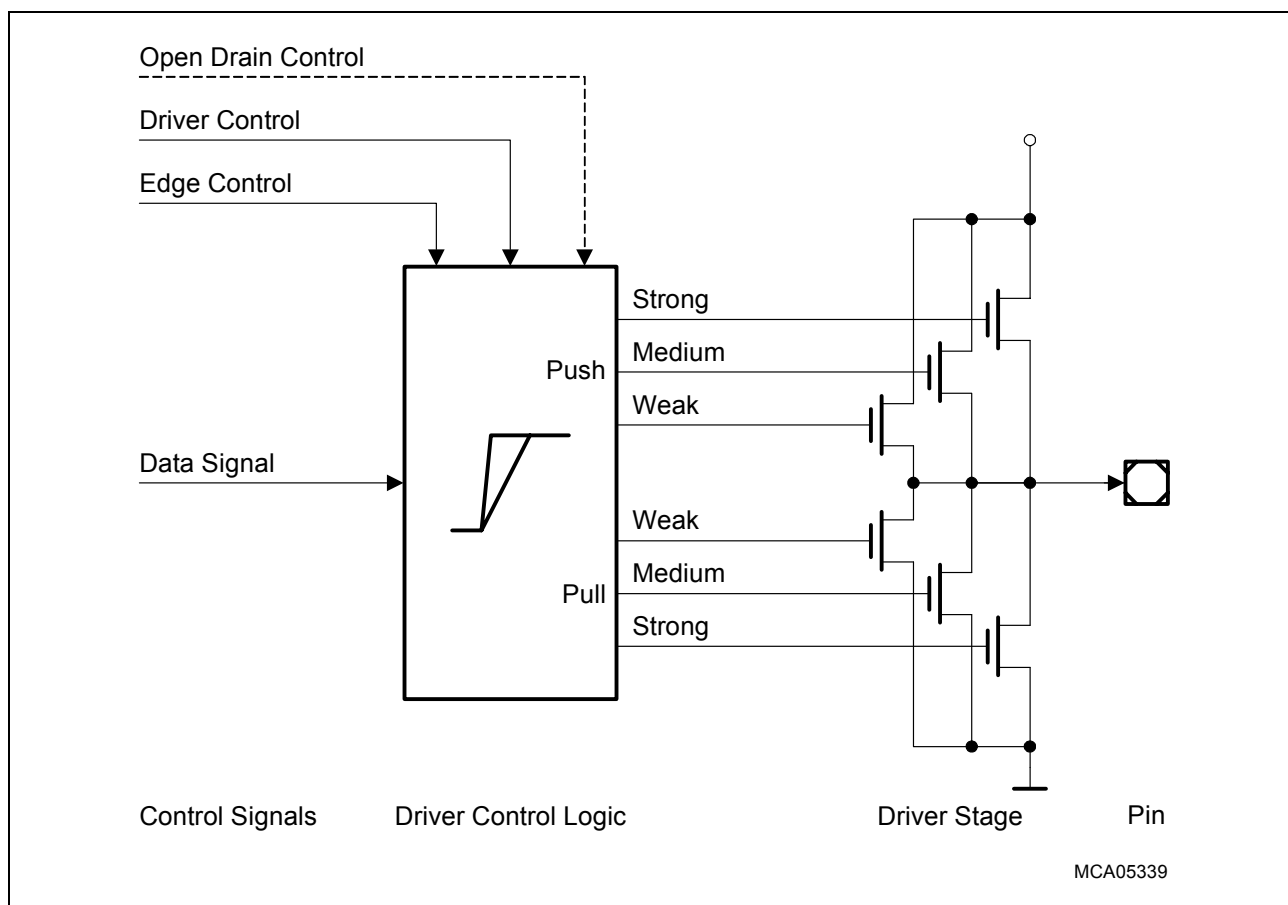 Open Drain Control
Driver Control
Edge Control
Strong
Medium
Push
Weak
Data Signal
Weak
Medium
Pull
Strong
Control Signals
Driver Control Logic
Driver Stage
Pin
MCA05339